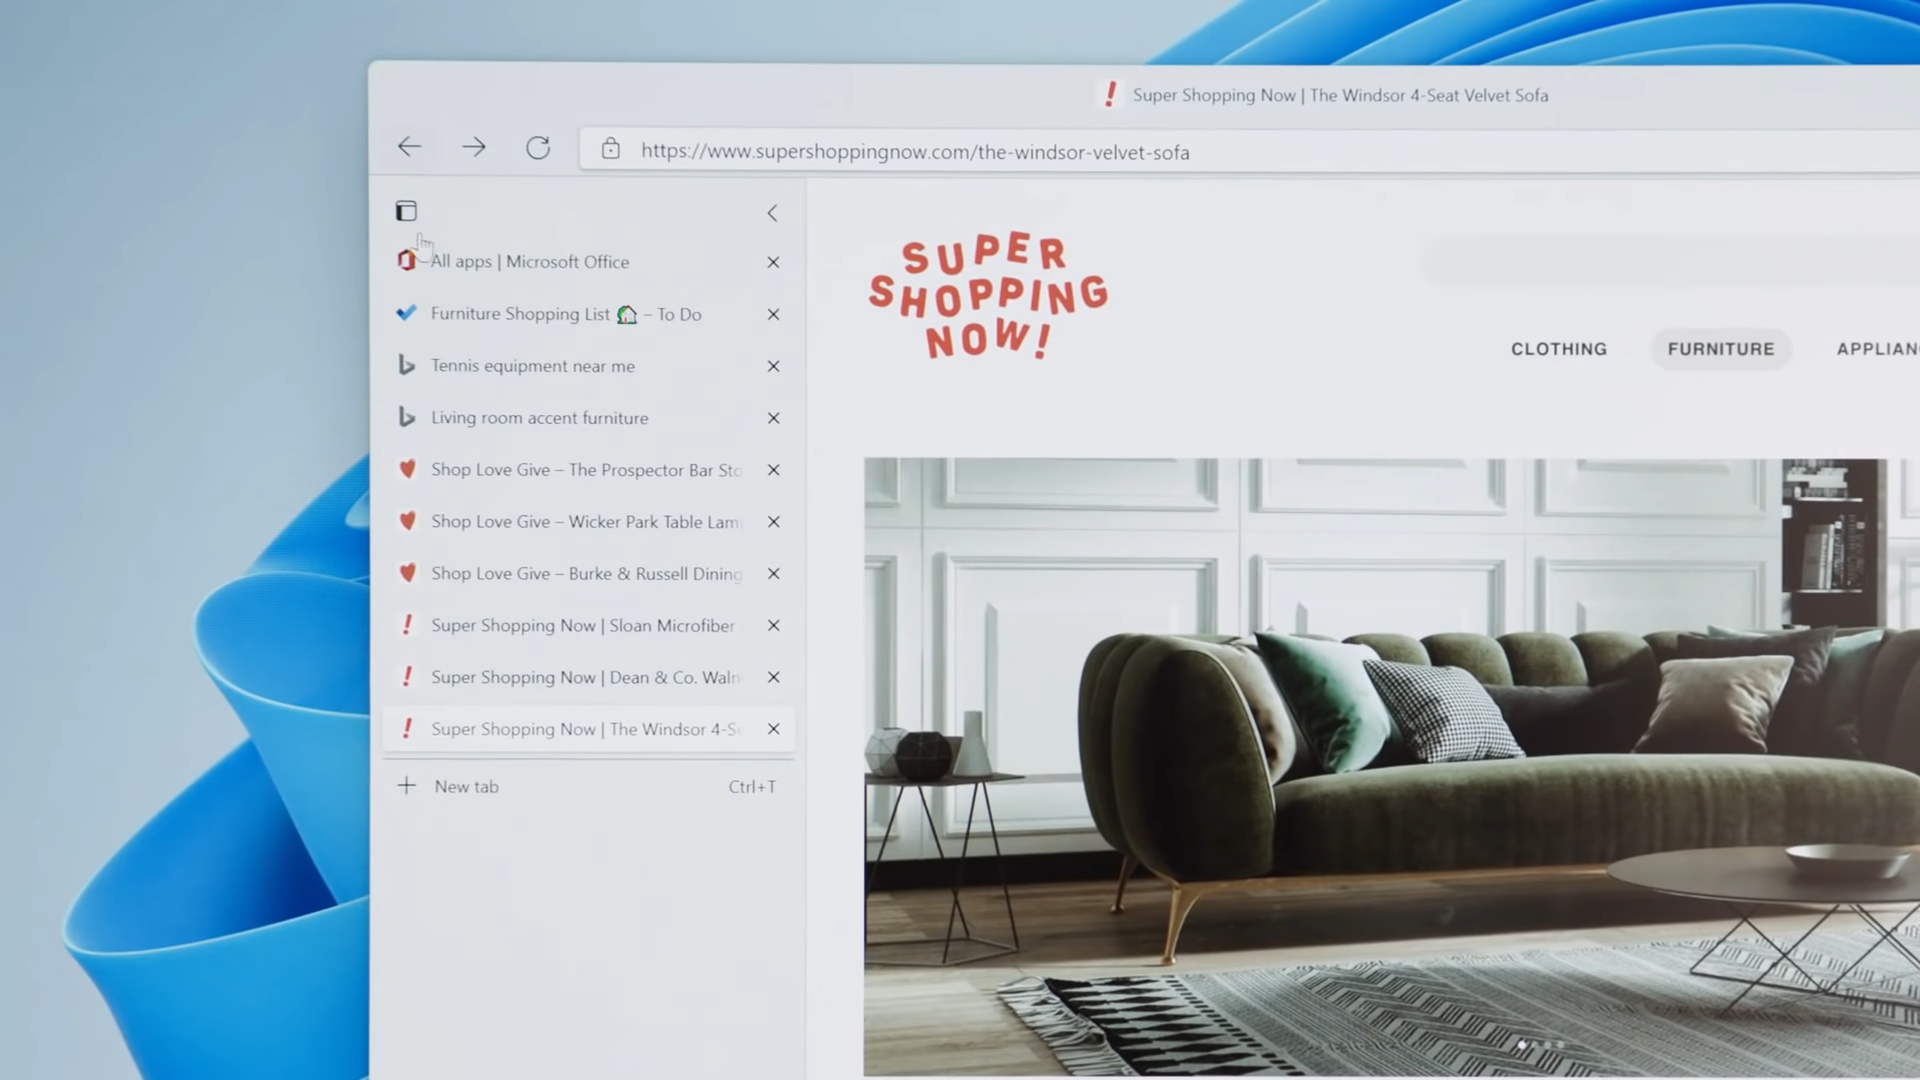 Super Shopping Now | The Windsor 4-Seat Velvet Sofa
https://www.supershoppingnow.com/the-windsor-velvet-sofa
All apps | Microsoft Office
Furniture Shopping List – To Do
Tennis equipment near me
Living room accent furniture
Shop Love Give – The Prospector Bar Sto
Shop Love Give – Wicker Park Table Lam
Shop Love Give – Burke & Russell Dining
Super Shopping Now | Sloan Microfiber
Super Shopping Now | Dean & Co. Waln
Super Shopping Now | The Windsor 4-Se
New tab Ctrl+T
SUPER
SHOPPING
NOW!
CLOTHING FURNITURE APPLIAN